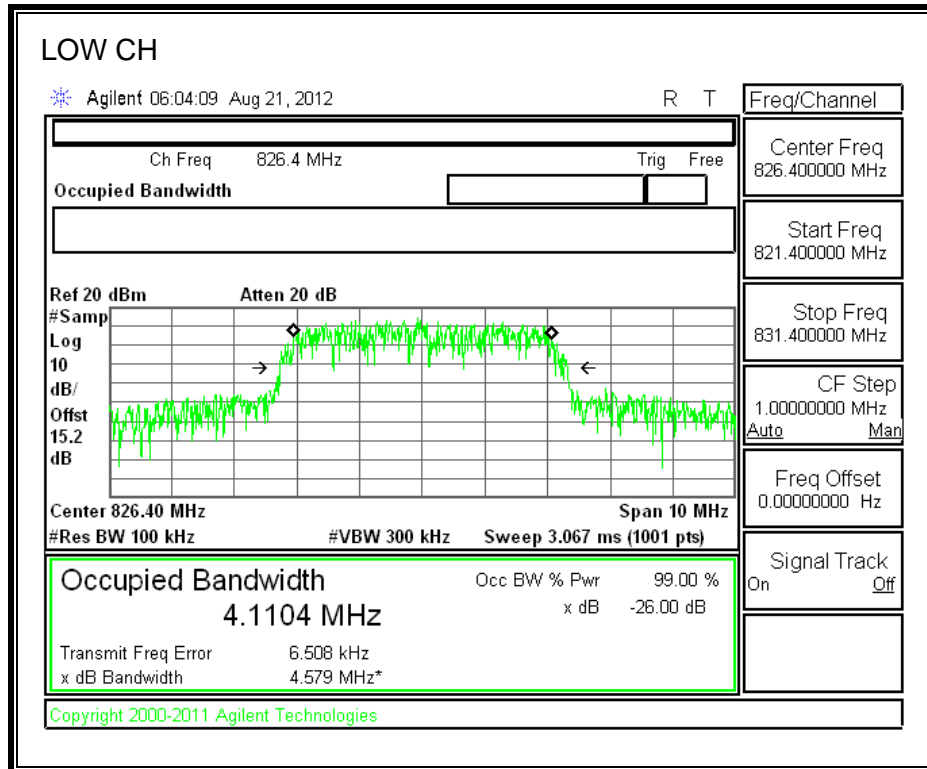 LOW CH
Agilent 06:04:09 Aug 21, 2012 R T
Freq/Channel
Ch Freq 826.4 MHz Trig Free
Occupied Bandwidth
Center Freq
826.400000 MHz
Start Freq
821.400000 MHz
Stop Freq
831.400000 MHz
CF Step
1.00000000 MHz
Auto Man
Freq Offset
0.00000000 Hz
Signal Track
On Off
Ref 20 dBm Atten 20 dB
#Samp
Log
10
dB/
Offst
15.2
dB
Center 826.40 MHz Span 10 MHz
#Res BW 100 kHz #VBW 300 kHz Sweep 3.067 ms (1001 pts)
Occupied Bandwidth Occ BW % Pwr 99.00 %
4.1104 MHz x dB -26.00 dB
Transmit Freq Error 6.508 kHz
x dB Bandwidth 4.579 MHz*
Copyright 2000-2011 Agilent Technologies